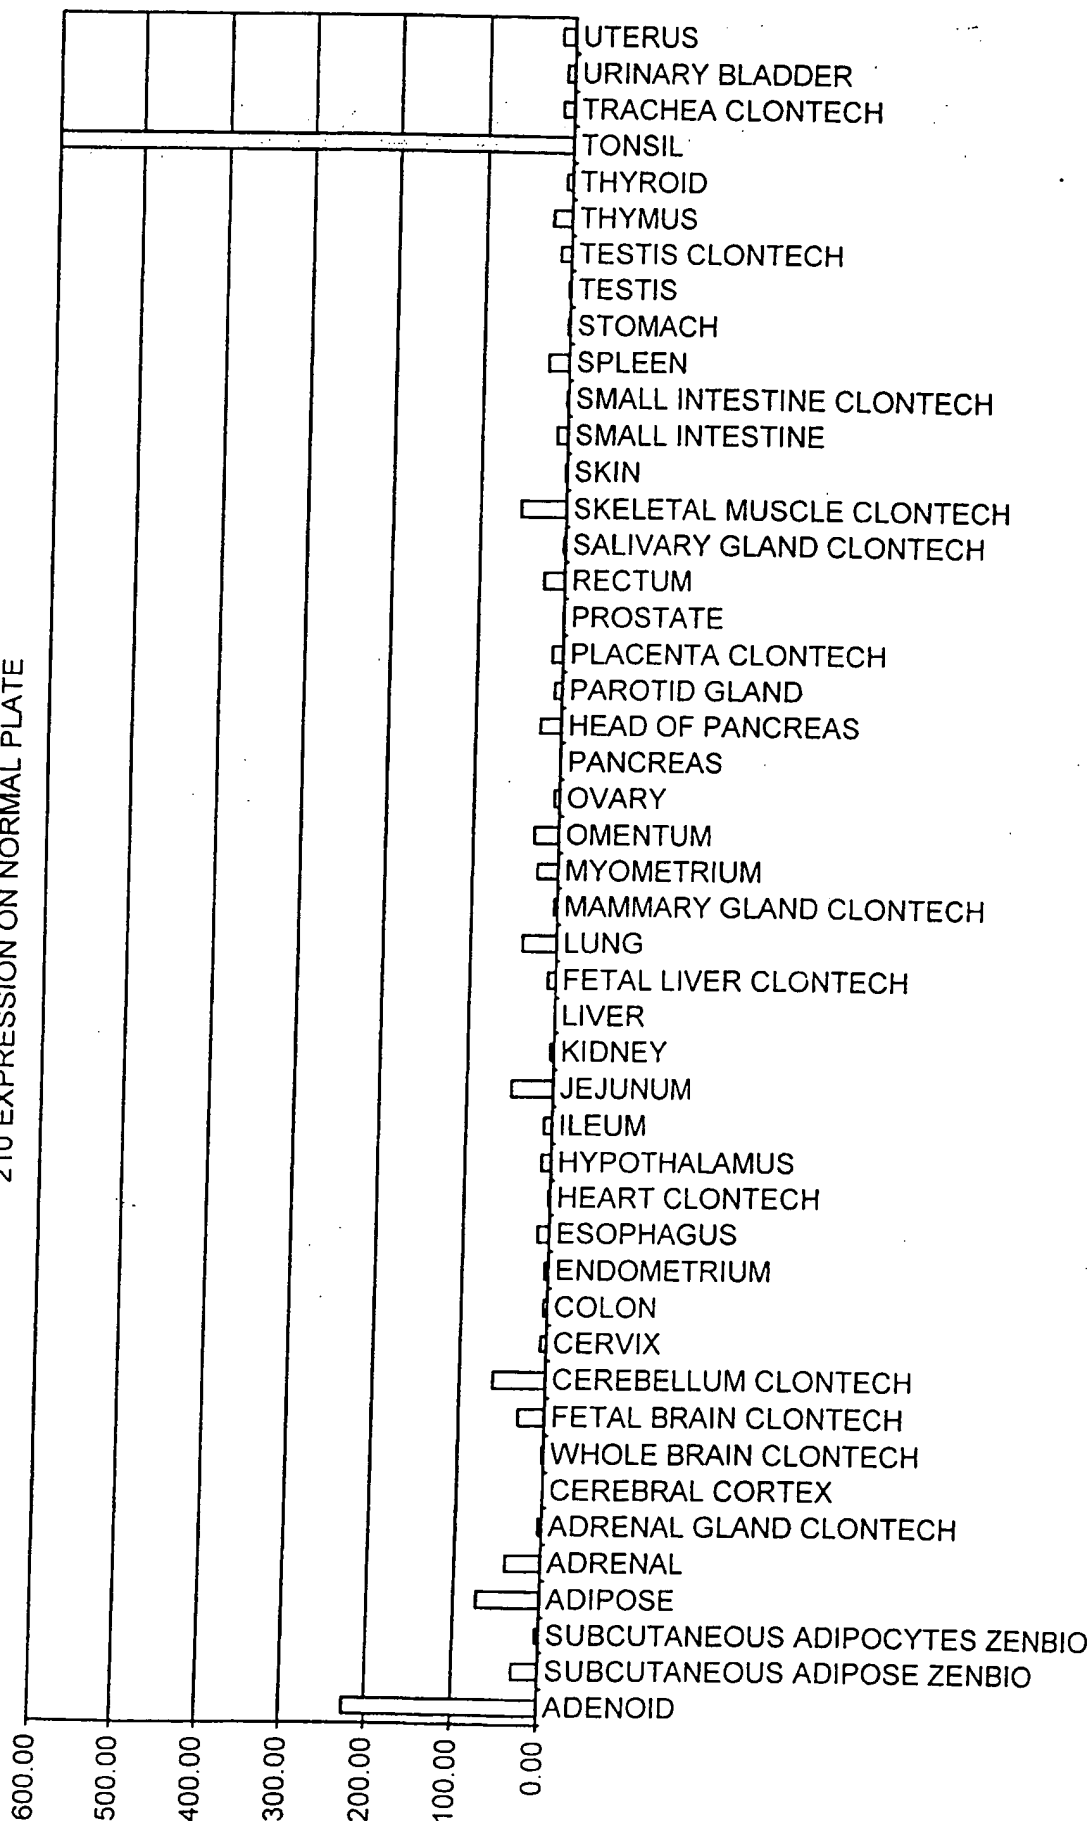 210 EXPRESSION ON NORMAL PLATE
UTERUS
URINARY BLADDER
TRACHEA CLONTECH
TONSIL
THYROID
THYMUS
TESTIS CLONTECH
TESTIS
STOMACH
SPLEEN
SMALL INTESTINE CLONTECH
SMALL INTESTINE
SKIN
SKELETAL MUSCLE CLONTECH
SALIVARY GLAND CLONTECH
RECTUM
PROSTATE
PLACENTA CLONTECH
PAROTID GLAND
HEAD OF PANCREAS
PANCREAS
OVARY
OMENTUM
MYOMETRIUM
MAMMARY GLAND CLONTECH
LUNG
FETAL LIVER CLONTECH
LIVER
KIDNEY
JEJUNUM
ILEUM
HYPOTHALAMUS
HEART CLONTECH
ESOPHAGUS
ENDOMETRIUM
COLON
CERVIX
CEREBELLUM CLONTECH
FETAL BRAIN CLONTECH
WHOLE BRAIN CLONTECH
CEREBRAL CORTEX
ADRENAL GLAND CLONTECH
ADRENAL
ADIPOSE
SUBCUTANEOUS ADIPOCYTES ZENBIO
SUBCUTANEOUS ADIPOSE ZENBIO
ADENOID
600.00
500.00
400.00
300.00
200.00
100.00
0.00